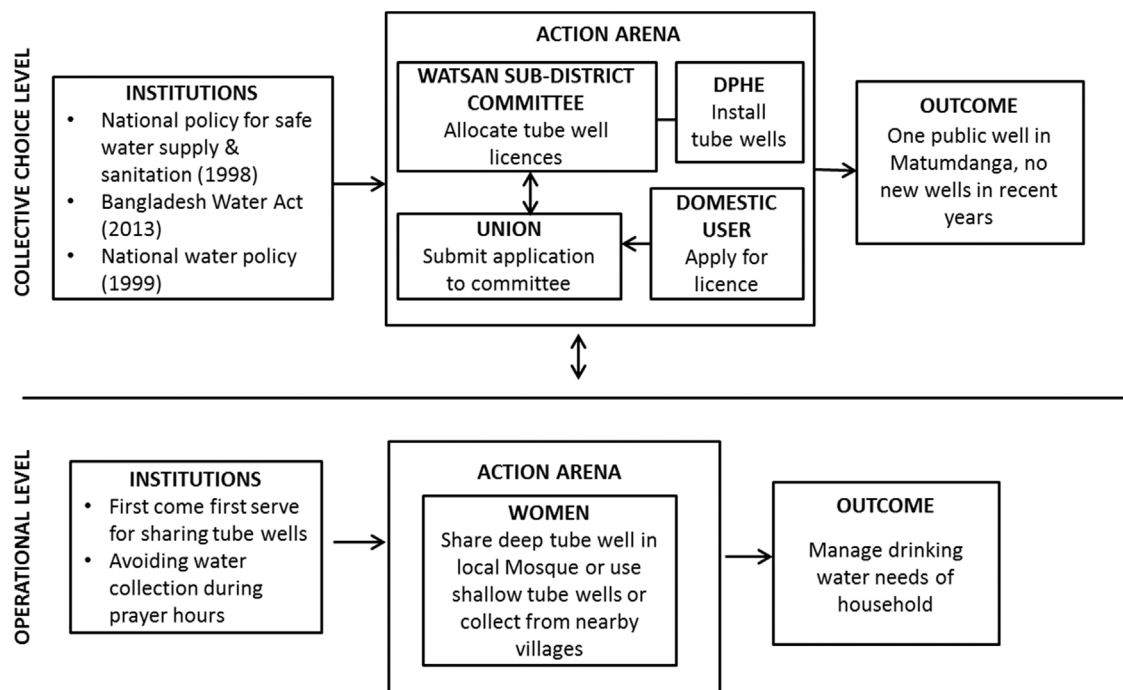 COLLECTIVE CHOICE LEVEL
INSTITUTIONS
• National policy for safe
water supply &
sanitation (1998)
• Bangladesh Water Act
(2013)
• National water policy
(1999)
ACTION ARENA
WATSAN SUB-DISTRICT
COMMITTEE
Allocate tube well
licences
DPHE
Install
tube wells
UNION
Submit application
to committee
DOMESTIC
USER
Apply for
licence
OUTCOME
One public well in
Matumdanga, no
new wells in recent
years
OPERATIONAL LEVEL
INSTITUTIONS
• First come first serve
for sharing tube wells
• Avoiding water
collection during
prayer hours
ACTION ARENA
WOMEN
Share deep tube well in
local Mosque or use
shallow tube wells or
collect from nearby
villages
OUTCOME
Manage drinking
water needs of
household